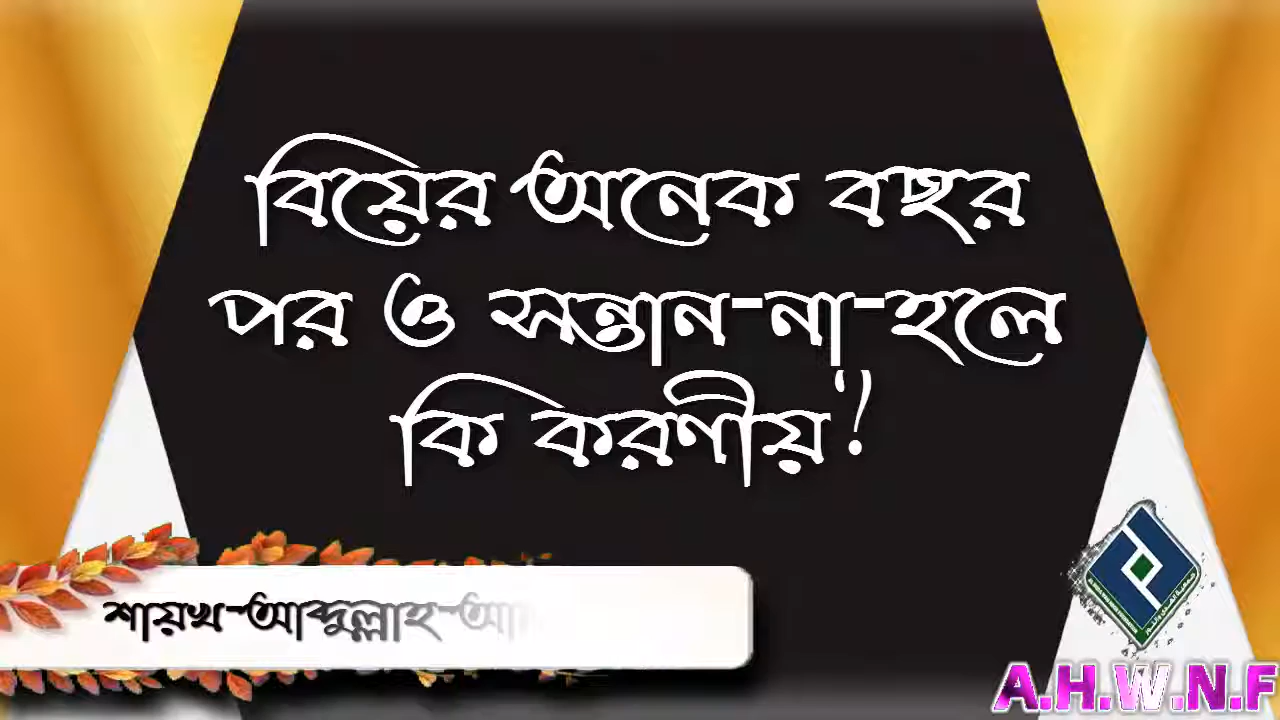 বিয়ের অনেক বছর
পর ও সন্তান-না-হলে
কি করণীয়?
শায়খ-আব্দুল্লাহ-আ
A.H.W.N.F